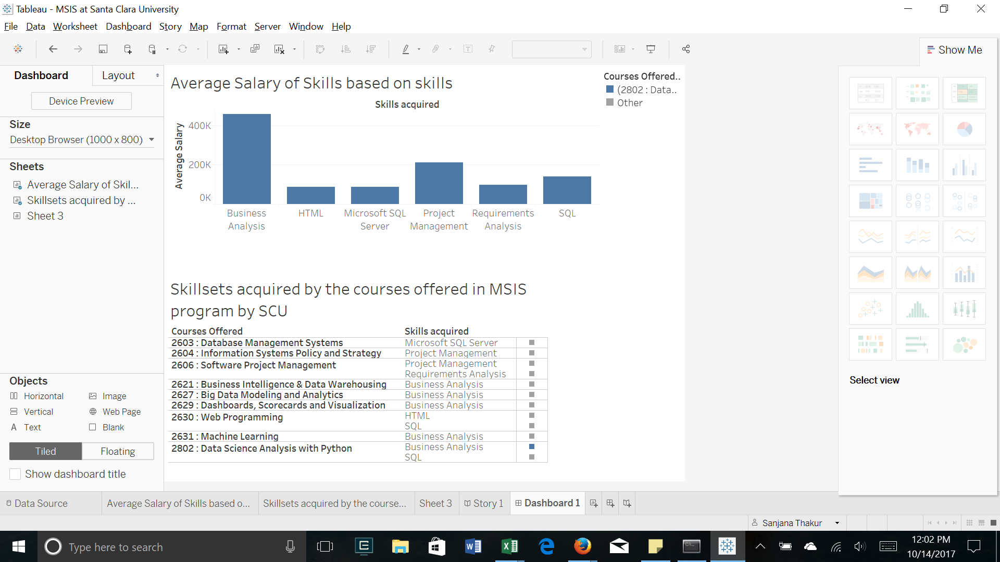 Tableau - MSIS at Santa Clara University
File Data Worksheet Dashboard Story Map Format Server Window Help
Show Me
Dashboard Layout
Device Preview
Size
Desktop Browser (1000 x 800)
Sheets
Average Salary of Skil...
Skillsets acquired by ...
Sheet 3
Average Salary of Skills based on skills
Skills acquired
Average Salary
400K
200K
0K
Business Analysis
HTML
Microsoft SQL Server
Project Management
Requirements Analysis
SQL
Courses Offered..
(2802 : Data..
Other
Skillsets acquired by the courses offered in MSIS
program by SCU
Courses Offered Skills acquired
2603 : Database Management Systems Microsoft SQL Server
2604 : Information Systems Policy and Strategy Project Management
2606 : Software Project Management Project Management
Requirements Analysis
2621 : Business Intelligence & Data Warehousing Business Analysis
2627 : Big Data Modeling and Analytics Business Analysis
2629 : Dashboards, Scorecards and Visualization Business Analysis
2630 : Web Programming HTML
SQL
2631 : Machine Learning Business Analysis
2802 : Data Science Analysis with Python Business Analysis
SQL
Select view
Objects
Horizontal Image
Vertical Web Page
A Text Blank
Tiled Floating
Show dashboard title
Data Source Average Salary of Skills based o... Skillsets acquired by the course... Sheet 3 Story 1 Dashboard 1
Sanjana Thakur
Type here to search
12:02 PM
10/14/2017